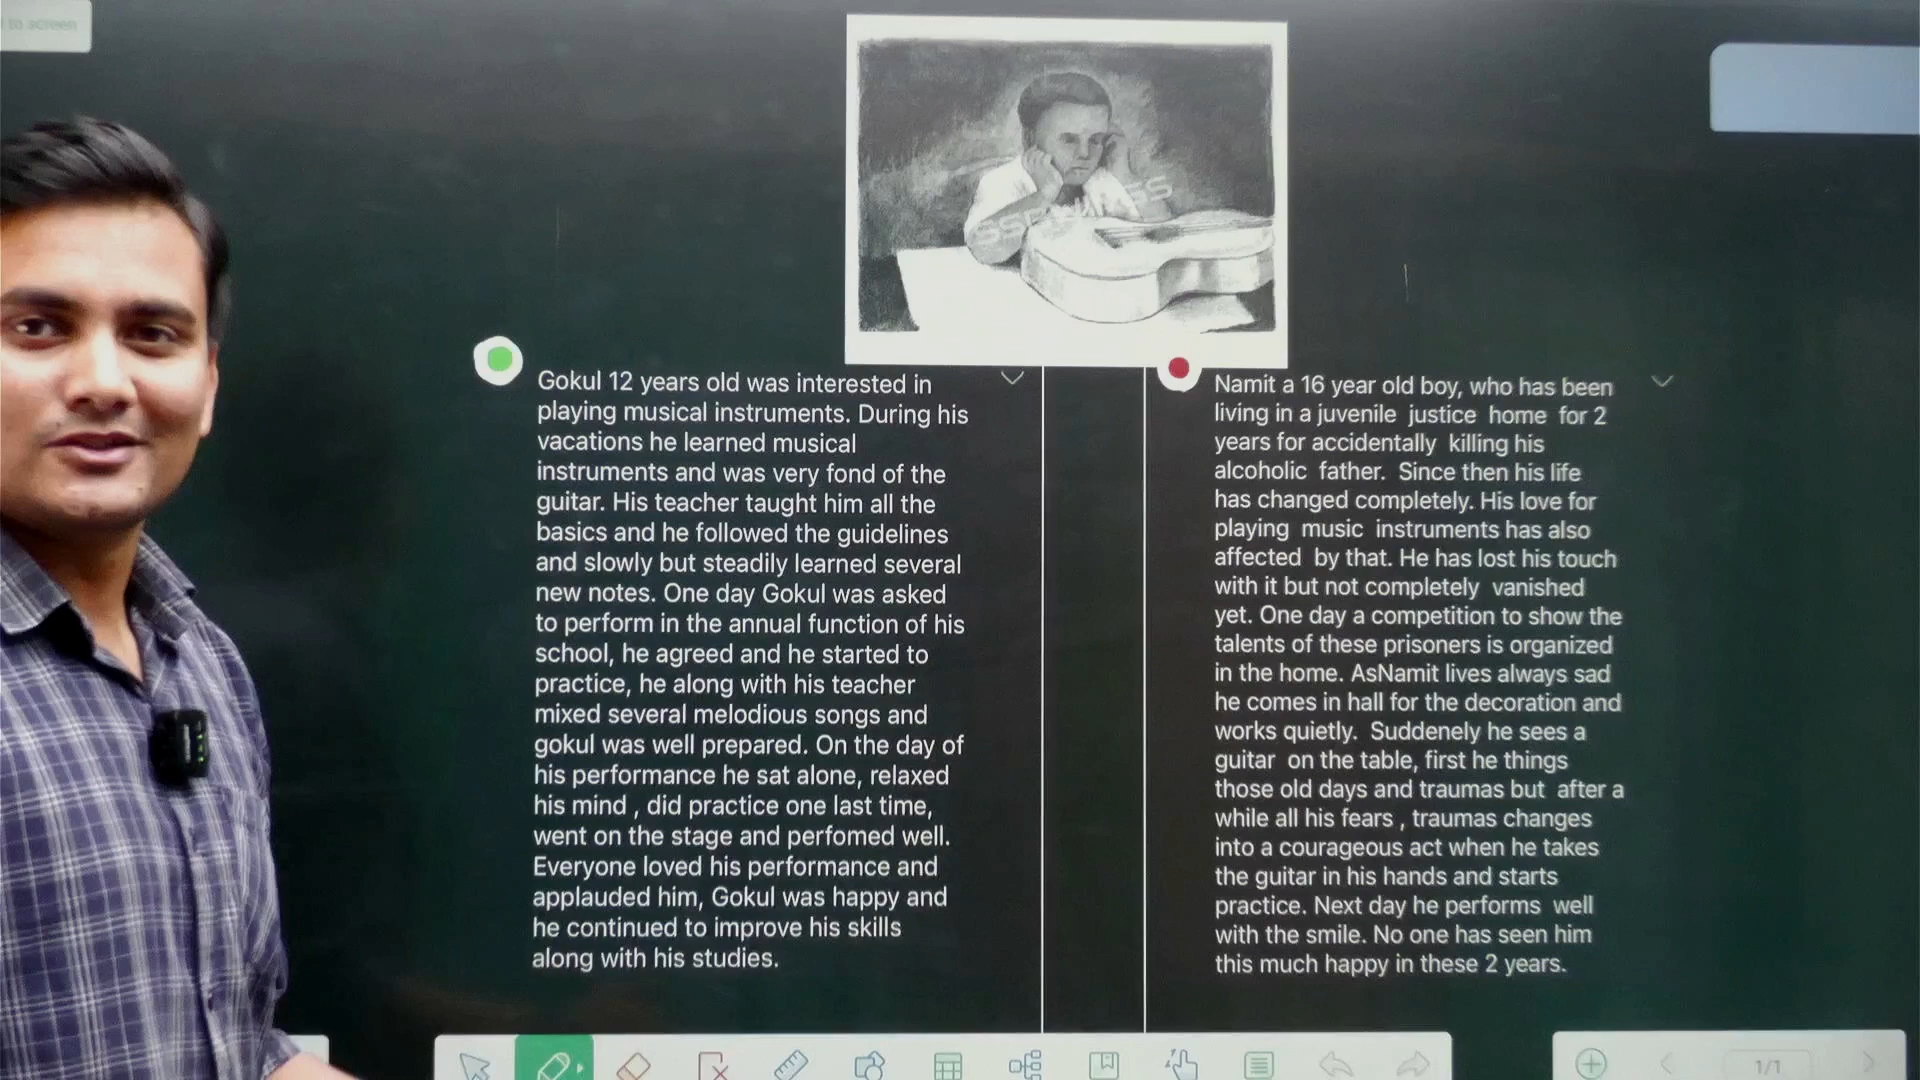 to screen
Gokul 12 years old was interested in
playing musical instruments. During his
vacations he learned musical
instruments and was very fond of the
guitar. His teacher taught him all the
basics and he followed the guidelines
and slowly but steadily learned several
new notes. One day Gokul was asked
to perform in the annual function of his
school, he agreed and he started to
practice, he along with his teacher
mixed several melodious songs and
gokul was well prepared. On the day of
his performance he sat alone, relaxed
his mind , did practice one last time,
went on the stage and perfomed well.
Everyone loved his performance and
applauded him, Gokul was happy and
he continued to improve his skills
along with his studies.
Namit a 16 year old boy, who has been
living in a juvenile justice home for 2
years for accidentally killing his
alcoholic father. Since then his life
has changed completely. His love for
playing music instruments has also
affected by that. He has lost his touch
with it but not completely vanished
yet. One day a competition to show the
talents of these prisoners is organized
in the home. AsNamit lives always sad
he comes in hall for the decoration and
works quietly. Suddenely he sees a
guitar on the table, first he things
those old days and traumas but after a
while all his fears , traumas changes
into a courageous act when he takes
the guitar in his hands and starts
practice. Next day he performs well
with the smile. No one has seen him
this much happy in these 2 years.
1/1